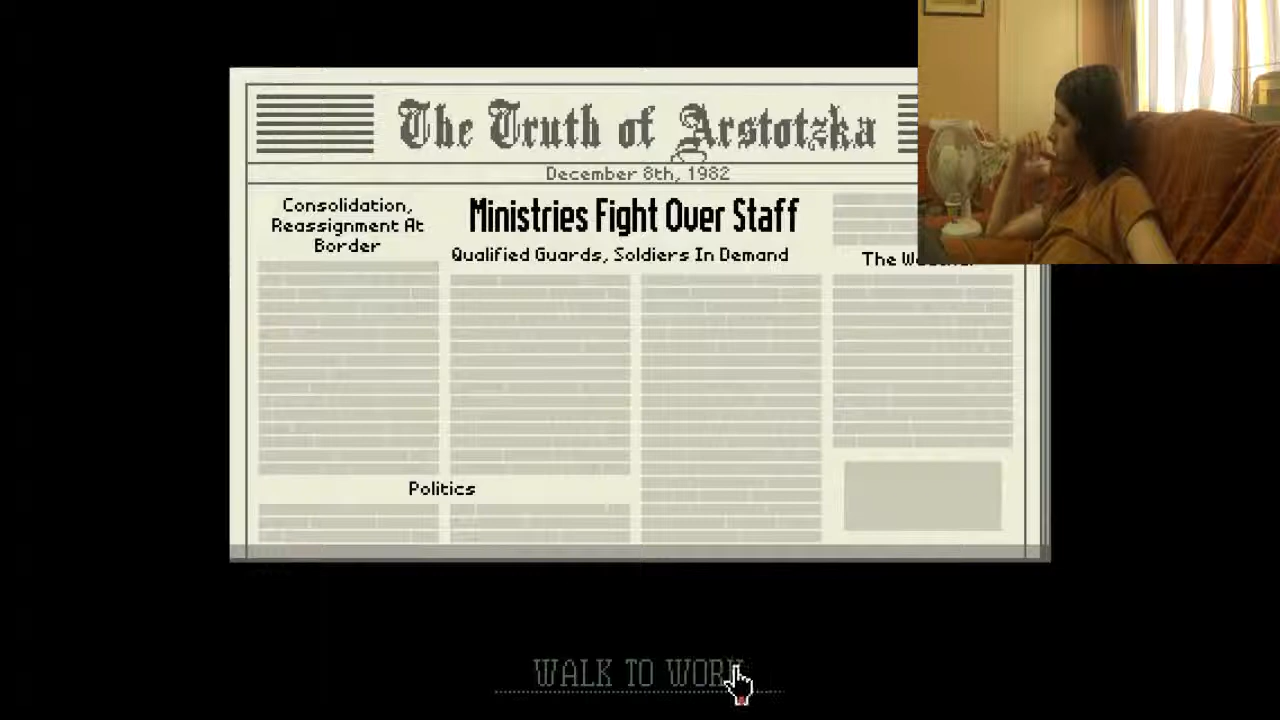 The Truth of Arstotzka
December 8th, 1982
Consolidation,
Reassignment At
Border
Ministries Fight Over Staff
Qualified Guards, Soldiers In Demand
The
Politics
WALK TO WORK